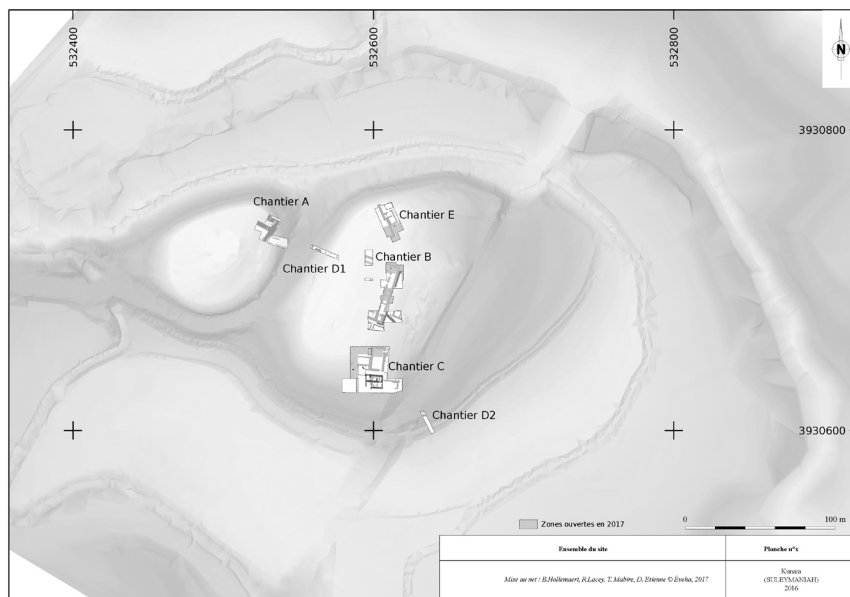 532400
532600
532800
N
3930800
Chantier A
Chantier E
Chantier B
Chantier D1
Chantier C
Chantier D2
3930600
Zones ouvertes en 2017
0
100 m
Ensemble du site
Planche n°x
Mise au net : B.Hollemaert, R.Lacey, T. Mabire, D. Etienne © Eveha, 2017
Kunara
(SULEYMANIAH)
2016